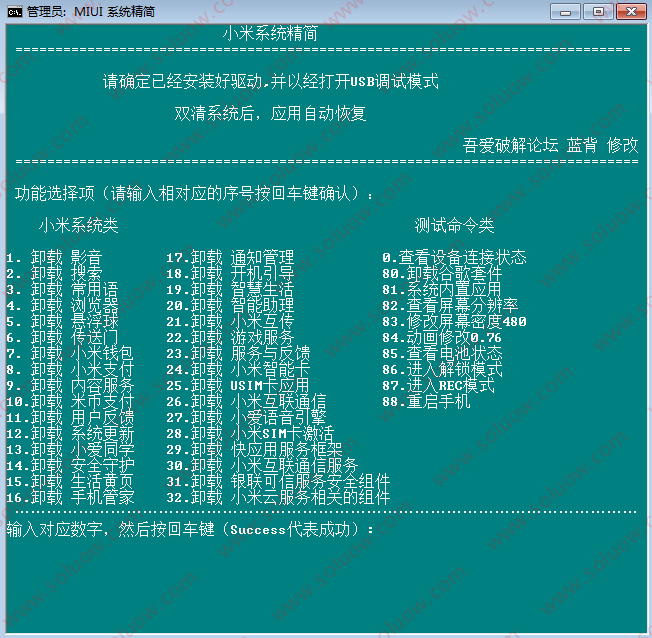 管理员: MIUI 系统精简
小米系统精简
================================================================================
请确定已经安装好驱动,并以经打开USB调试模式
双清系统后, 应用自动恢复
吾爱破解论坛 蓝背 修改
================================================================================
功能选项 (请输入相对应的序号按回车键确认):
小米系统类 测试命令类
1. 卸载 影音 17.卸载 通知管理 0.查看设备连接状态
2. 卸载 搜索 18.卸载 开机引导 80.卸载谷歌套件
3. 卸载 常用语 19.卸载 智慧生活 81.系统内置应用
4. 卸载 浏览器 20.卸载 智能助理 82.查看屏幕分辨率
5. 卸载 悬浮球 21.卸载 小米互传 83.修改屏幕密度480
6. 卸载 传送门 22.卸载 游戏服务 84.动画修改0.76
7. 卸载 小米钱包 23.卸载 服务与反馈 85.查看电池状态
8. 卸载 小米支付 24.卸载 小米智能卡 86.进入解锁模式
9. 卸载 内容服务 25.卸载 USIM卡应用 87.进入REC模式
10.卸载 米币支付 26.卸载 小米互联通信 88.重启手机
11.卸载 用户反馈 27.卸载 小爱语音引擎
12.卸载 系统更新 28.卸载 小米SIM卡激活
13.卸载 小爱同学 29.卸载 快应用服务框架
14.卸载 安全守护 30.卸载 小米互联通信服务
15.卸载 生活黄页 31.卸载 银联可信服务安全组件
16.卸载 手机管家 32.卸载 小米云服务相关的组件
输入对应数字, 然后按回车键 (Success代表成功):
www.soluow.com